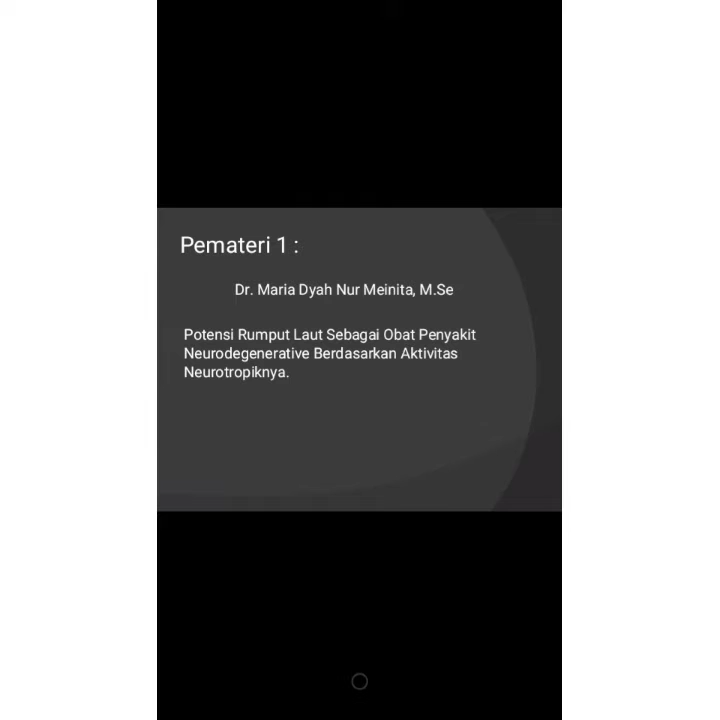 Pemateri 1 :
Dr. Maria Dyah Nur Meinita, M.Se
Potensi Rumput Laut Sebagai Obat Penyakit
Neurodegenerative Berdasarkan Aktivitas
Neurotropiknya.